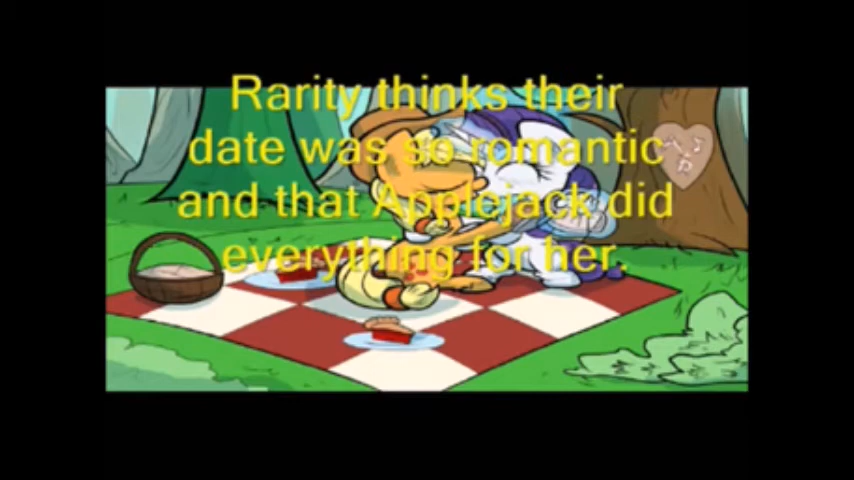 Rarity thinks their
date was so romantic
and that Applejack did
everything for her.